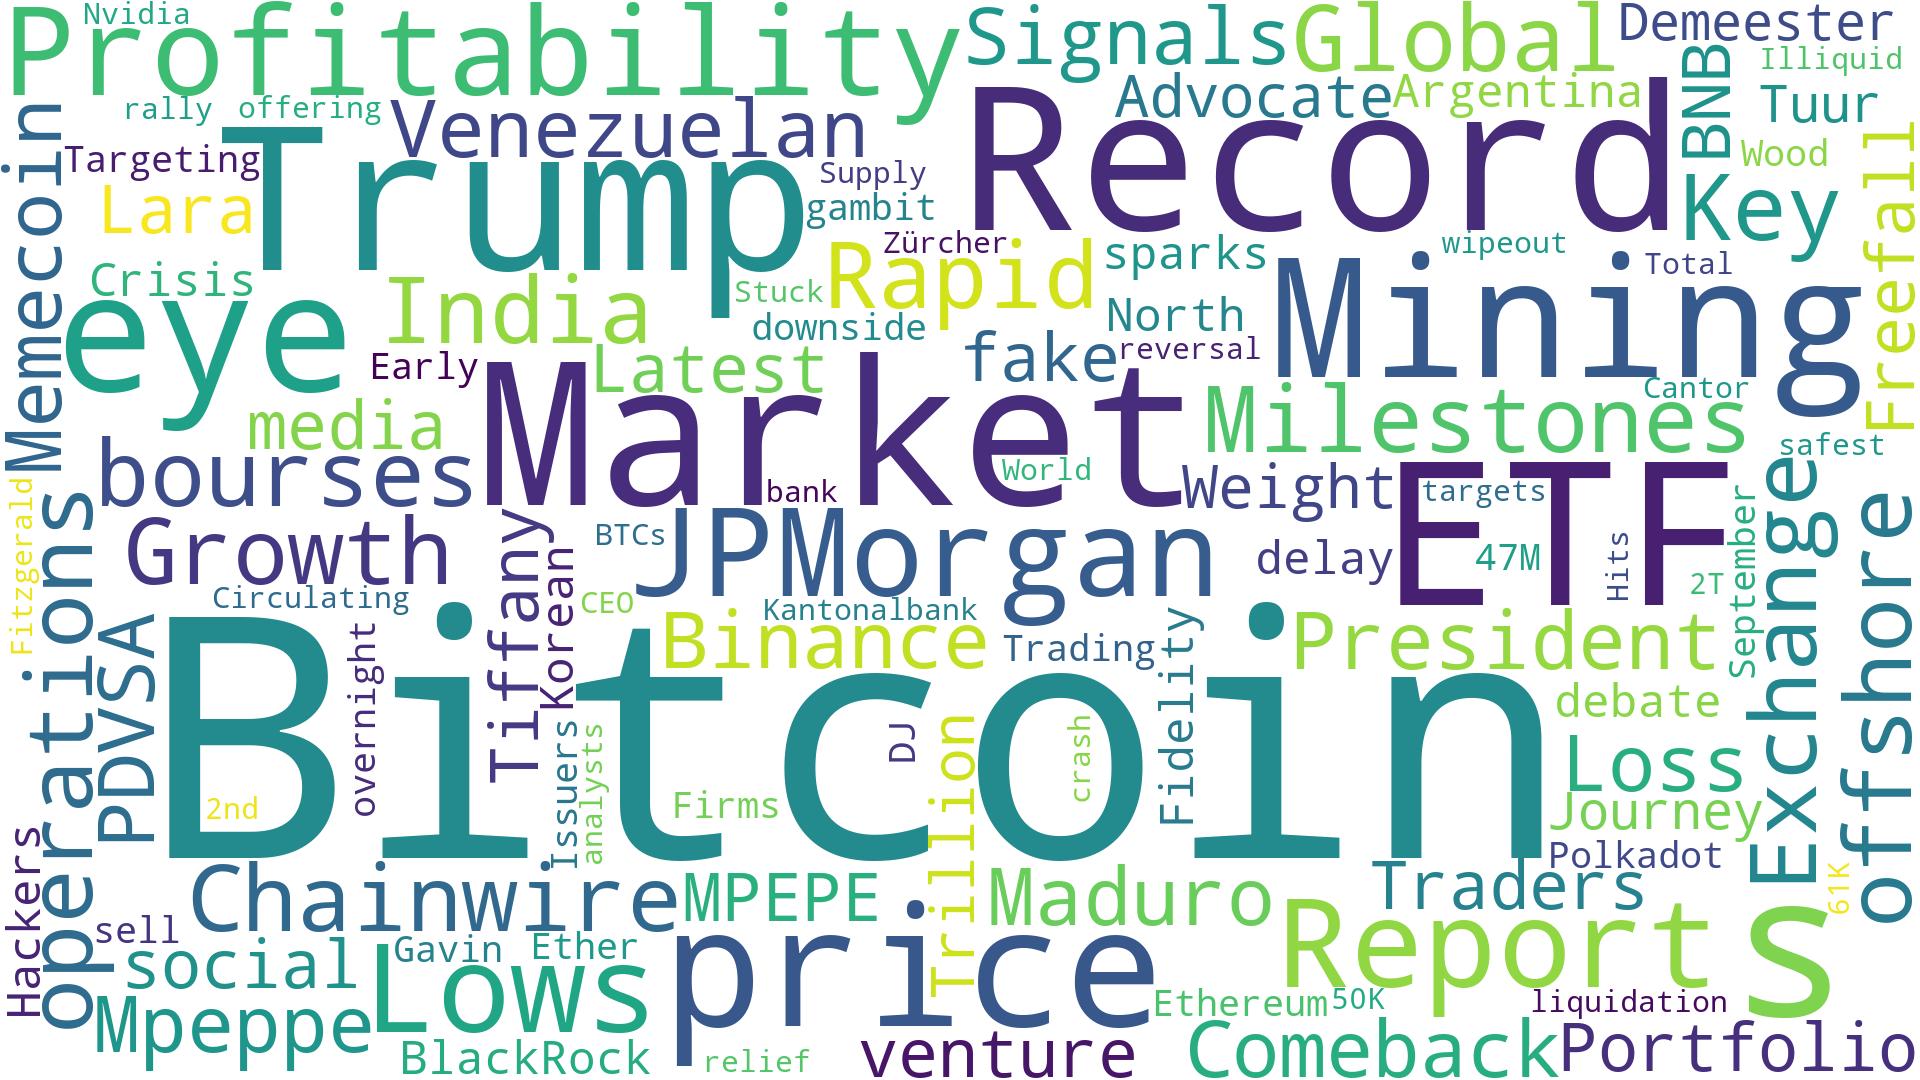 Nvidia
Profitability
Signals
Global
Demeester
Illiquid
rally
offering
Venezuelan
Advocate
Argentina
BNB
Tuur
Trump
Record
Targeting
Lara
Supply
gambit
Wood
Key
Freefall
Memecoin
Crisis
eye
India
Zürcher
Rapid
sparks
wipeout
Total
Stuck
downside
North
Mining
Early
Latest
fake
reversal
Cantor
media
Market
Milestones
safest
bourses
World
Weight
targets
ETF
bank
Fitzgerald
operations
Growth
BTCs
JPMorgan
delay
47M
Hits
2T
September
Exchange
offshore
Tiffany
Korean
Circulating
CEO
Kantonalbank
PDVSA
Bitcoin
overnight
Binance
Trading
Fidelity
President
debate
Issuers
analysts
DJ
Trillion
crash
Loss
2nd
Firms
Journey
Polkadot
Hackers
Chainwire
MPEPE
Maduro
Traders
61K
sell
social
Gavin
Ether
Lows
price
Report
s
Mpeppe
Ethereum
50K
liquidation
BlackRock
relief
venture
Comeback
Portfolio